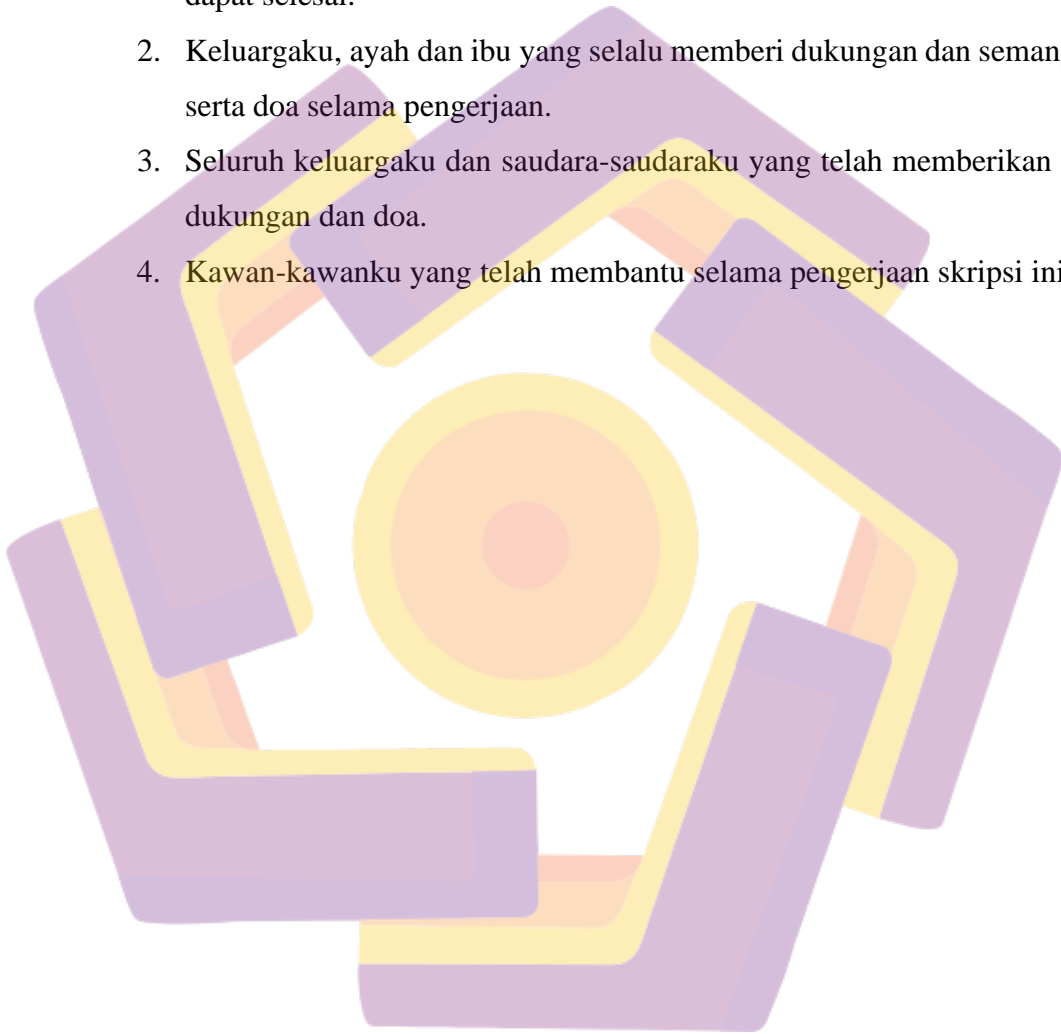 dapat selesai.
2. Keluargaku, ayah dan ibu yang selalu memberi dukungan dan seman
serta doa selama pengerjaan.
3. Seluruh keluargaku dan saudara-saudaraku yang telah memberikan
dukungan dan doa.
4. Kawan-kawanku yang telah membantu selama pengerjaan skripsi ini